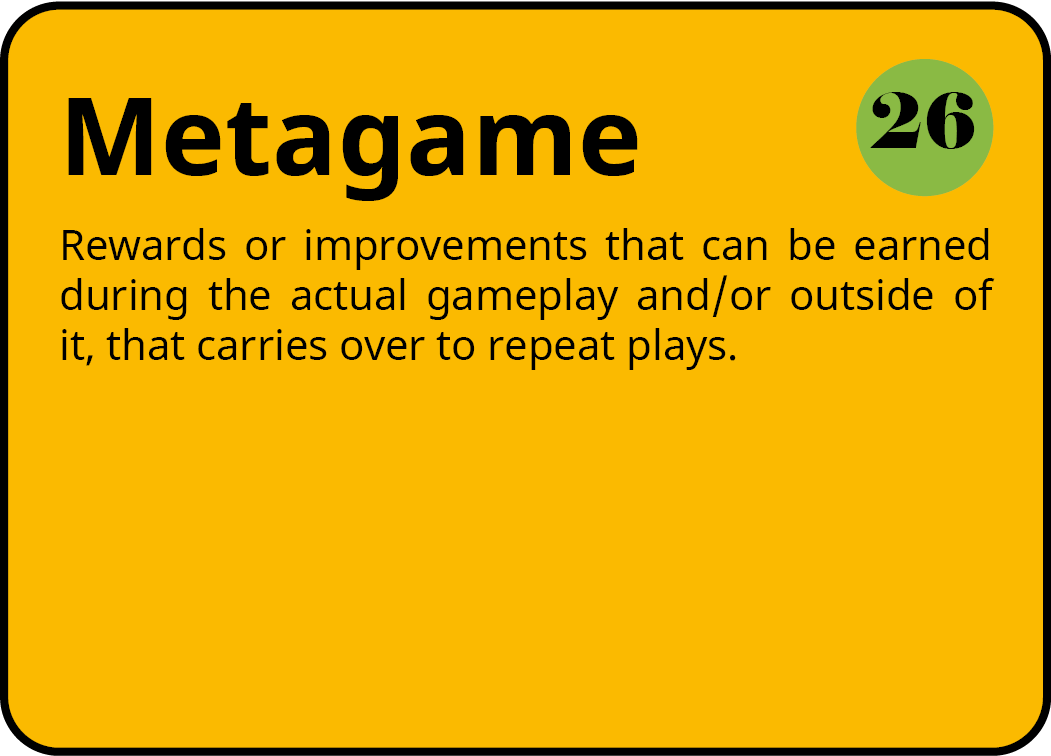 Metagame
26
Rewards or improvements that can be earned
during the actual gameplay and/or outside of
it, that carries over to repeat plays.